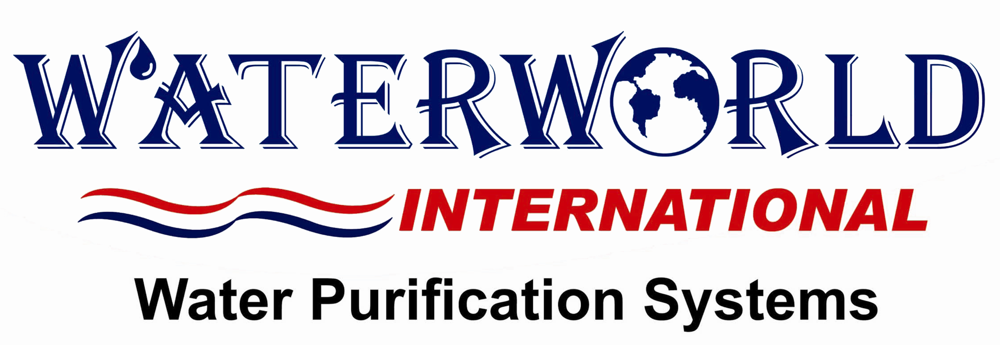 WATERWORLD
INTERNATIONAL
Water Purification Systems